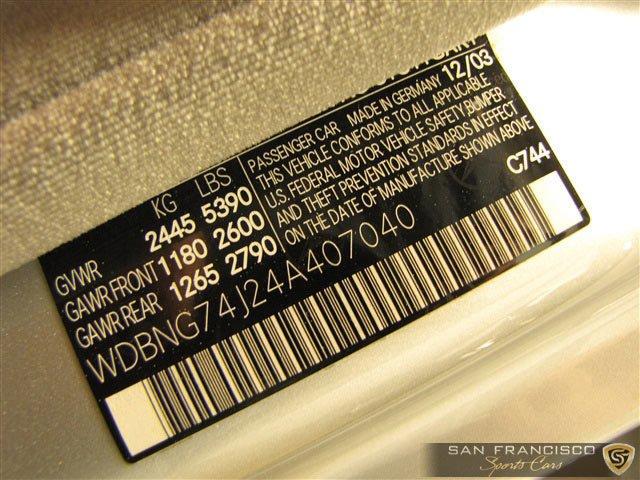 12/03
PASSENGER CAR MADE IN GERMANY
THIS VEHICLE CONFORMS TO ALL APPLICABLE
U.S. FEDERAL MOTOR VEHICLE SAFETY BUMPER
AND THEFT PREVENTION STANDARDS IN EFFECT
ON THE DATE OF MANUFACTURE SHOWN ABOVE
C744
KG LBS
GVWR 2445 5390
GAWR FRONT 1180 2600
GAWR REAR 1265 2790
WDBNG74J24A407040
SAN FRANCISCO
Sports Cars